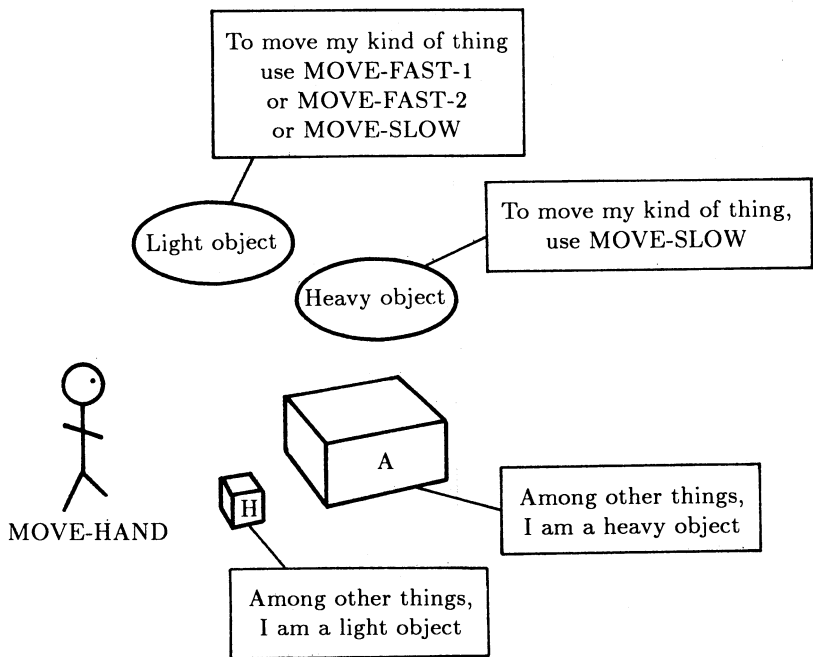 To move my kind of thing
use MOVE-FAST-1
or MOVE-FAST-2
or MOVE-SLOW
To move my kind of thing,
use MOVE-SLOW
Light object
Heavy object
A
H
MOVE-HAND
Among other things,
I am a heavy object
Among other things,
I am a light object